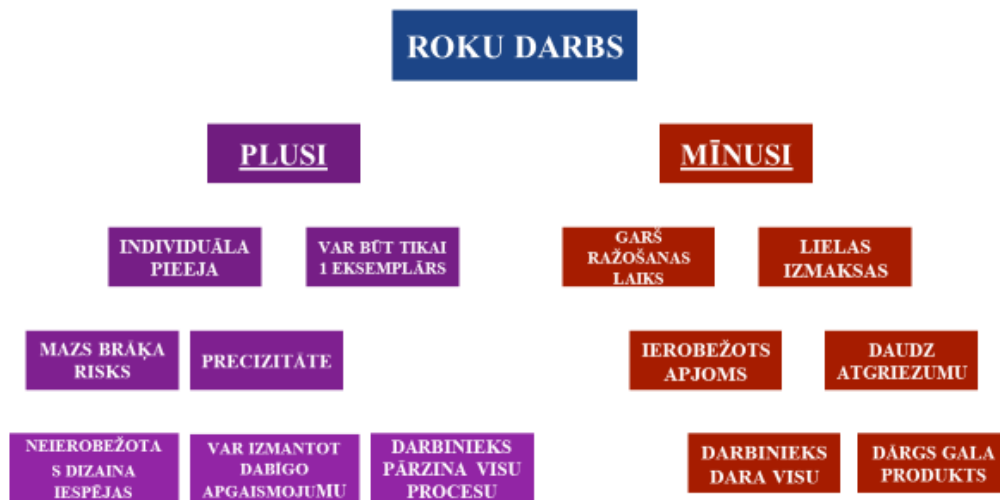 ROKU DARBS
PLUSI
MĪNUSI
INDIVIDUĀLA
PIEEJA
VAR BŪT TIKAI
1 EKSEMPLĀRS
GARŠ
RAŽOŠANAS
LAIKS
LIELAS
IZMAKSAS
MAZS BRĀĶA
RISKS
PRECIZITĀTE
IEROBEŽOTS
APJOMS
DAUDZ
ATGRIEZUMU
NEIEROBEŽOTA
S DIZAINA
IESPĒJAS
VAR IZMANTOT
DABĪGO
APGAISMOJUMU
DARBINIEKS
PĀRZINA VISU
PROCESU
DARBINIEKS
DARA VISU
DĀRGS GALA
PRODUKTS